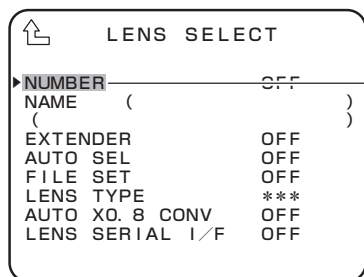 LENS SELECT
NUMBER OFF
NAME ( )
( )
EXTENDER OFF
AUTO SEL OFF
FILE SET OFF
LENS TYPE ***
AUTO X0.8 CONV OFF
LENS SERIAL I/F OFF